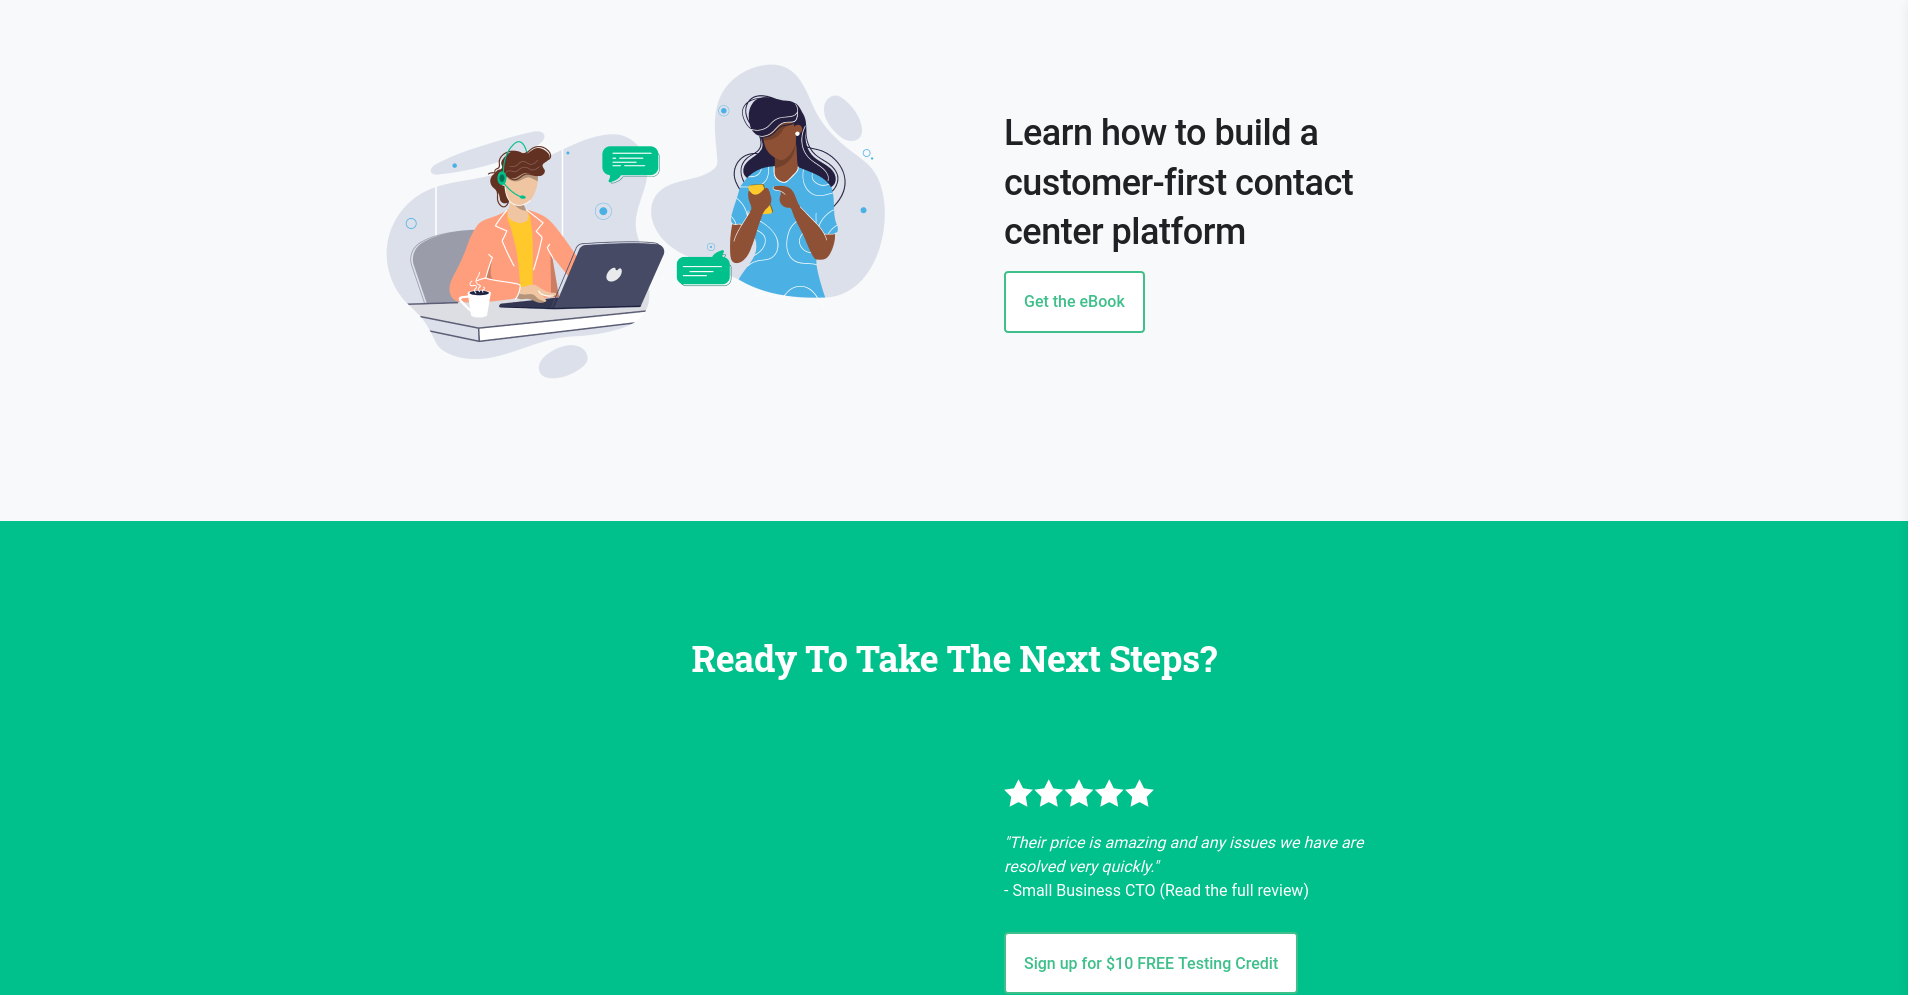 Learn how to build a
customer-first contact
center platform
Get the eBook
Ready To Take The Next Steps?
"Their price is amazing and any issues we have are
resolved very quickly."
- Small Business CTO (Read the full review)
Sign up for $10 FREE Testing Credit